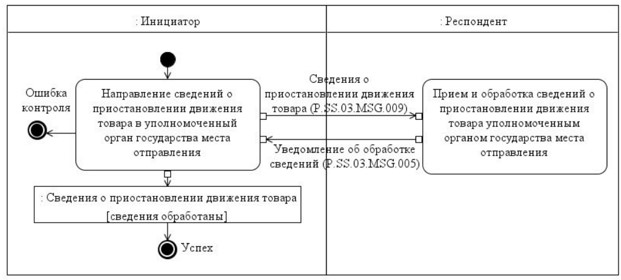 : Инициатор
: Респондент
Ошибка
контроля
Направление сведений о
приостановлении движения
товара в уполномоченный
орган государства места
отправления
Сведения о
приостановлении движения
товара (P.SS.03.MSG.009)
Уведомление об обработке
сведений (P.SS.03.MSG.005)
Прием и обработка сведений о
приостановлении движения
товара уполномоченным
органом государства места
отправления
: Сведения о приостановлении движения товара
[сведения обработаны]
Успех